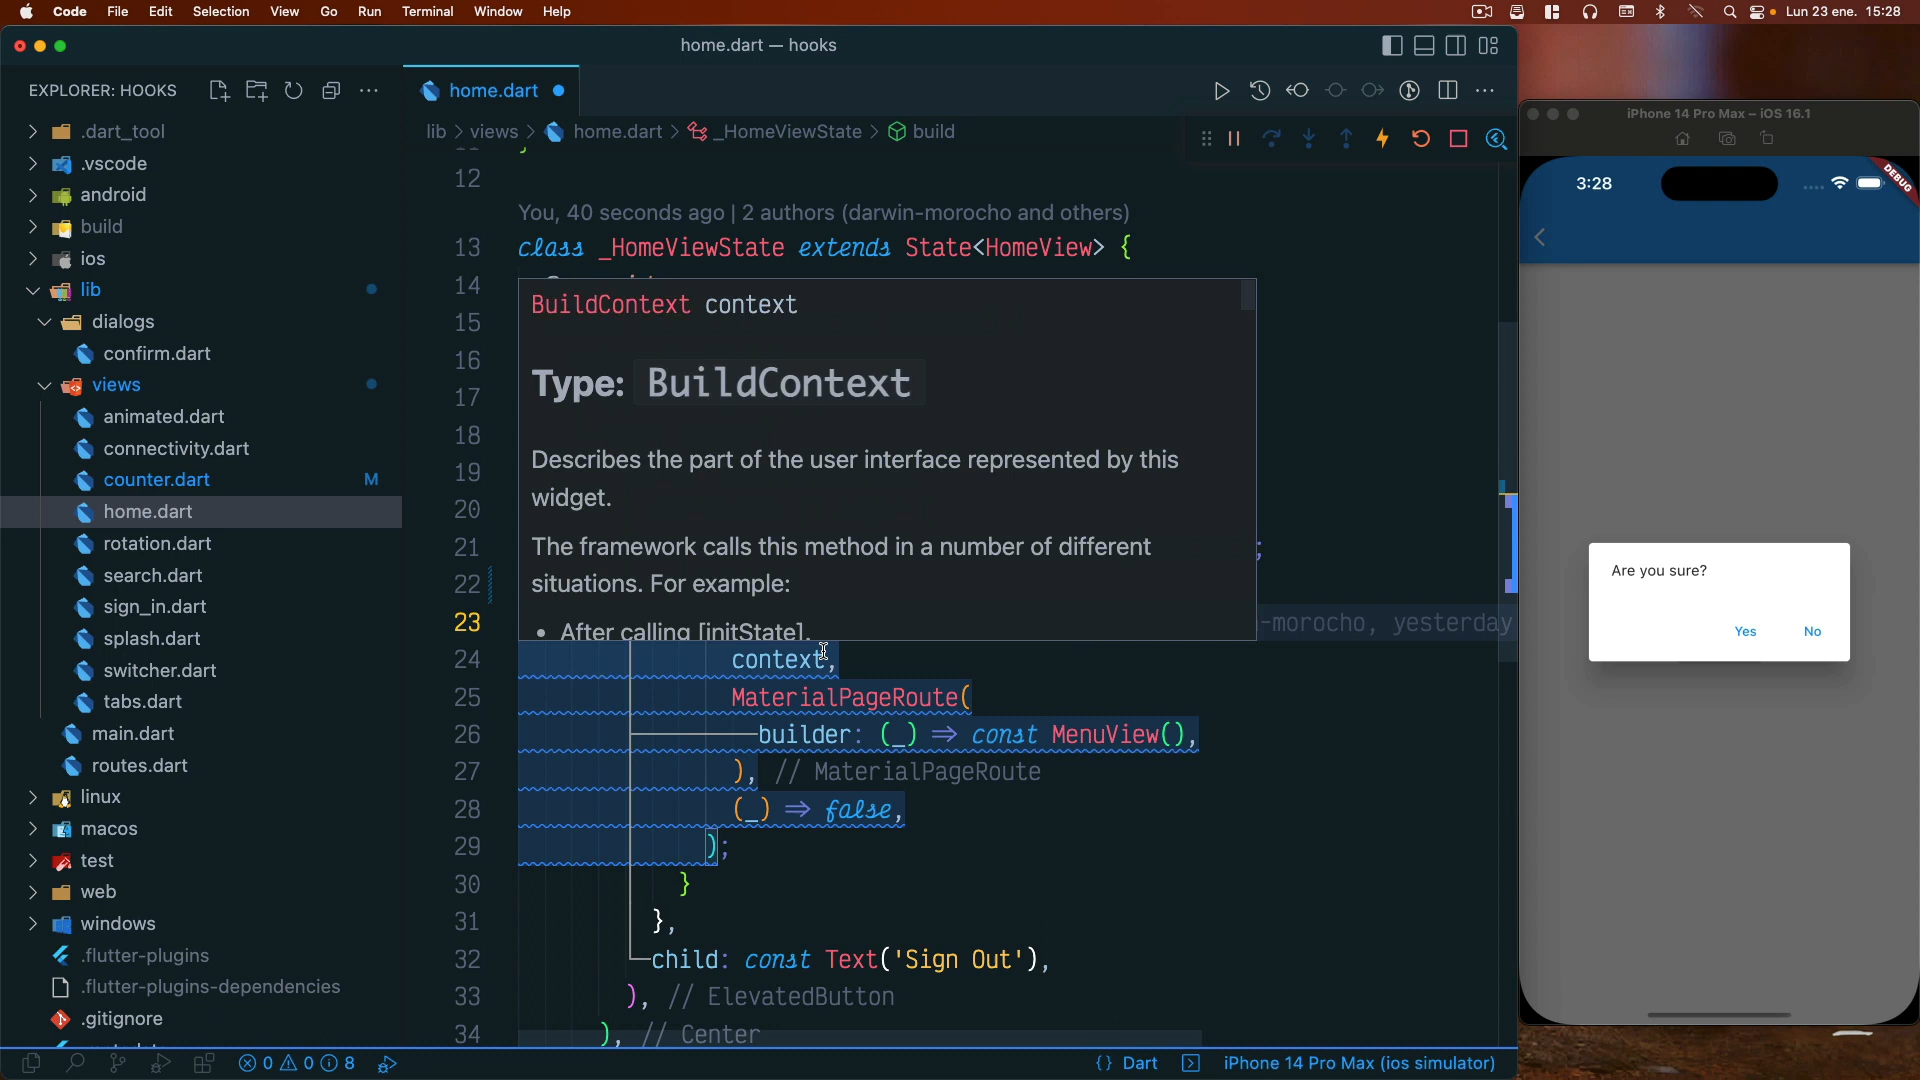 Code File Edit Selection View Go Run Terminal Window Help
Lun 23 ene. 15:28
home.dart — hooks
EXPLORER: HOOKS
.dart_tool
.vscode
android
build
ios
lib
dialogs
confirm.dart
views
animated.dart
connectivity.dart
counter.dart M
home.dart
rotation.dart
search.dart
sign_in.dart
splash.dart
switcher.dart
tabs.dart
main.dart
routes.dart
linux
macos
test
web
windows
.flutter-plugins
.flutter-plugins-dependencies
.gitignore
home.dart
lib > views > home.dart > _HomeViewState > build
12
You, 40 seconds ago | 2 authors (darwin-morocho and others)
13 class _HomeViewState extends State<HomeView> {
14
15
16
17
18
19
20
21 ;
22
23 -morocho, yesterday
BuildContext context
Type: BuildContext
Describes the part of the user interface represented by this
widget.
The framework calls this method in a number of different
situations. For example:
• After calling [initState].
24 context,
25 MaterialPageRoute(
26 builder: (_) => const MenuView(),
27 ), // MaterialPageRoute
28 (_) => false,
29 );
30 }
31 },
32 child: const Text('Sign Out'),
33 ), // ElevatedButton
34 ), // Center
0 0 8
{} Dart
iPhone 14 Pro Max (ios simulator)
iPhone 14 Pro Max – iOS 16.1
3:28
DEBUG
Are you sure?
Yes No